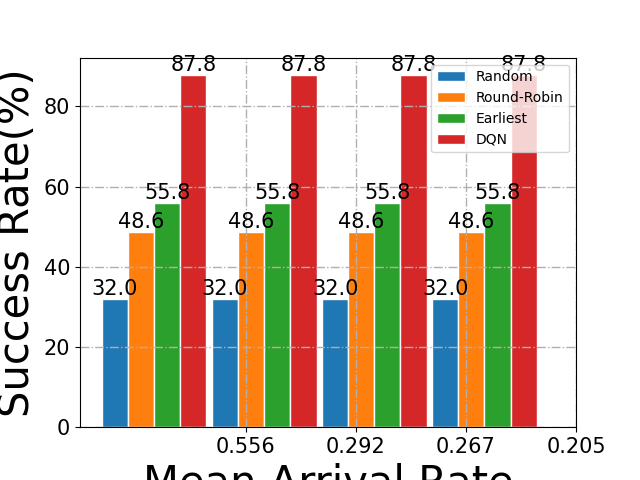 87.8 87.8 87.8 87.8
Random
Round-Robin
Earliest
DQN
55.8 55.8 55.8 55.8
48.6 48.6 48.6 48.6
32.0 32.0 32.0 32.0
80
60
40
20
0
Success Rate(%)
0.556 0.292 0.267 0.205
Mean Arrival Rate